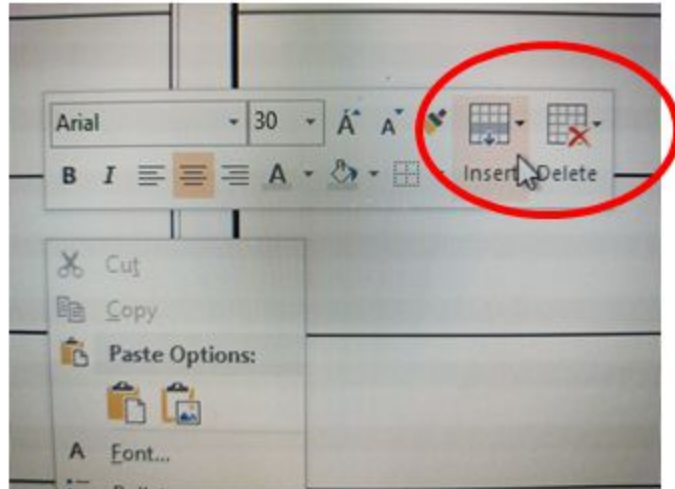 Arial 30 A A
B I A Insert Delete
Cut
Copy
Paste Options:
A Font...